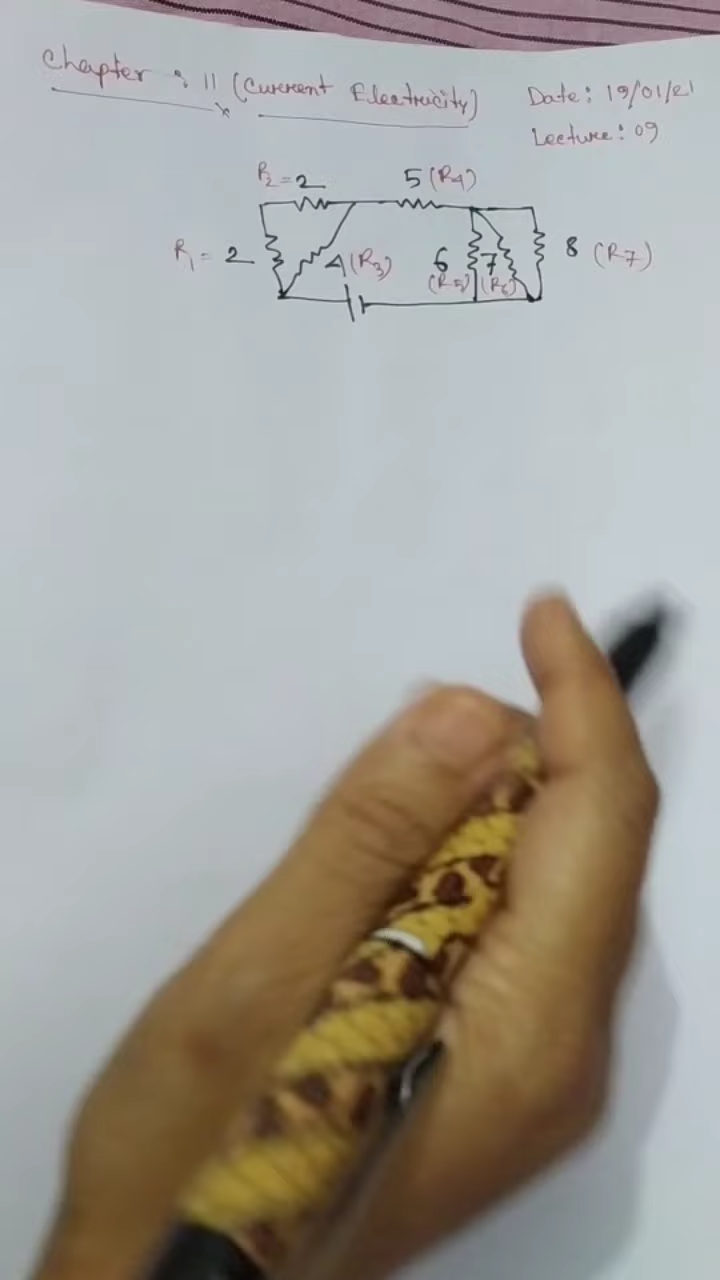 Chapter : 11 (Current Electricity)
Date: 19/01/21
Lecture: 09
R2 = 2
5 (R4)
R1 = 2
4 (R3)
6 (R5)
7 (R6)
8 (R7)